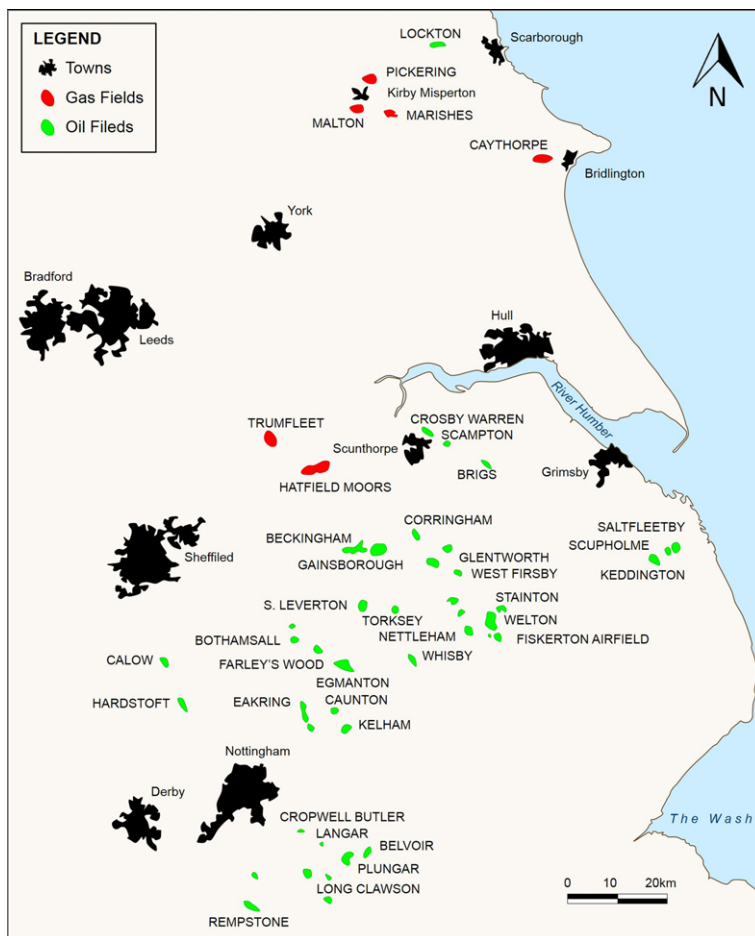 LEGEND
Towns
Gas Fields
Oil Fileds
LOCKTON
Scarborough
PICKERING
Kirby Misperton
MALTON
MARISHES
N
CAYTHORPE
Bridlington
York
Bradford
Leeds
Hull
River Humber
TRUMFLEET
CROSBY WARREN
SCAMPTON
Scunthorpe
HATFIELD MOORS
BRIGS
Grimsby
CORRINGHAM
SALTFLEETBY
BECKINGHAM
SCUPHOLME
Sheffiled
GAINSBOROUGH
GLENTWORTH
WEST FIRSBY
KEDDINGTON
S. LEVERTON
STAINTON
TORKSEY
WELTON
BOTHAMSALL
NETTLEHAM
FISKERTON AIRFIELD
CALOW
FARLEY'S WOOD
WHISBY
EGMANTON
HARDSTOFT
EAKRING
CAUNTON
KELHAM
Nottingham
Derby
CROPWELL BUTLER
LANGAR
BELVOIR
PLUNGAR
LONG CLAWSON
REMPSTONE
The Wash
0 10 20km